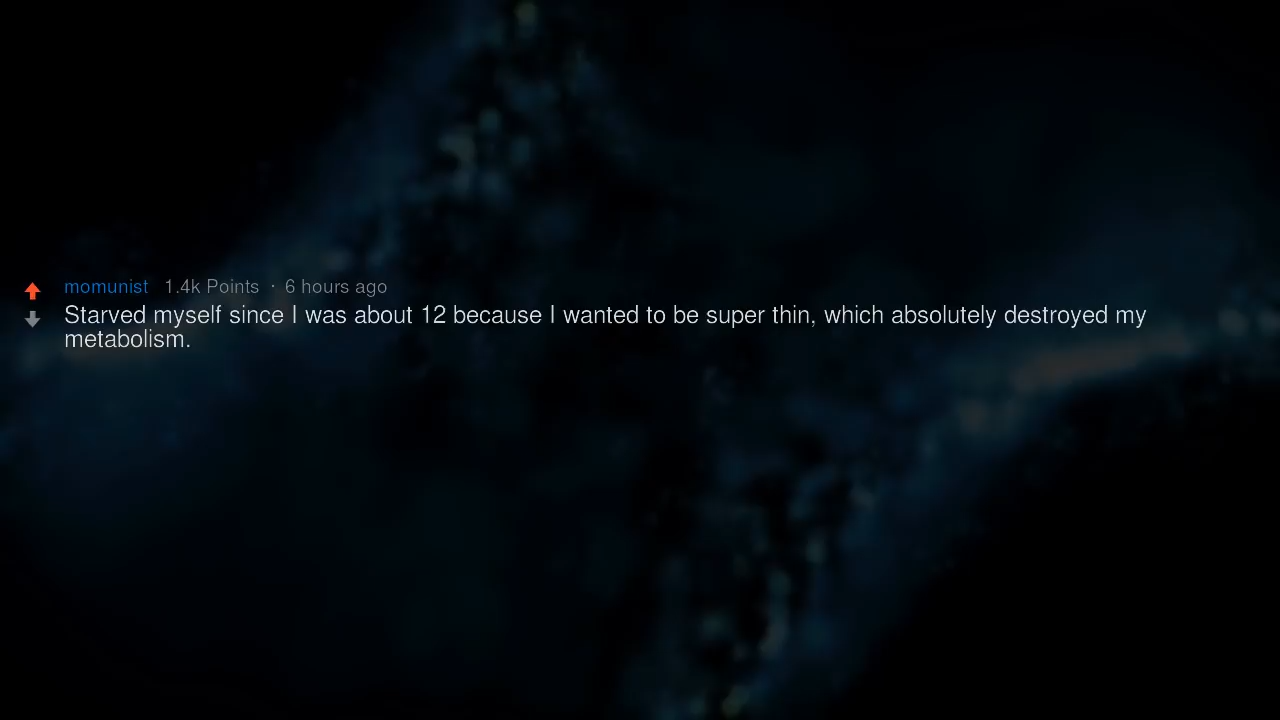 momunist 1.4k Points · 6 hours ago
Starved myself since I was about 12 because I wanted to be super thin, which absolutely destroyed my
metabolism.